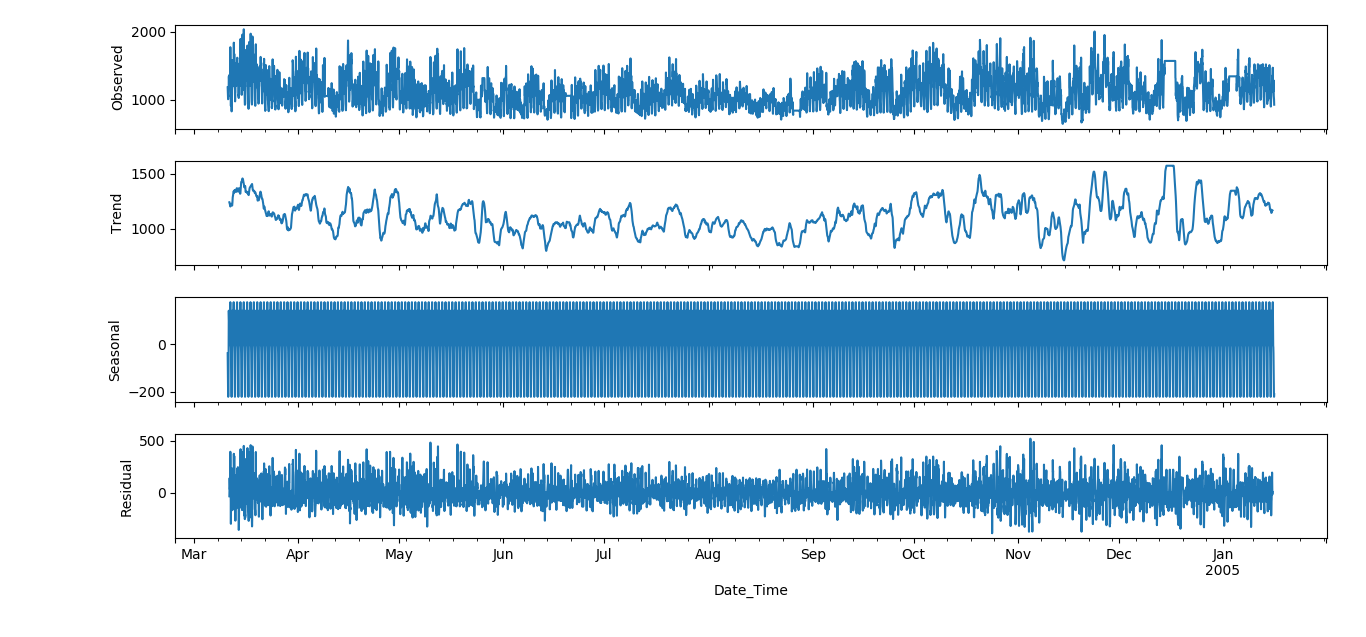 Observed
2000
1000
Trend
1500
1000
Seasonal
0
−200
Residual
500
0
Mar Apr May Jun Jul Aug Sep Oct Nov Dec Jan
2005
Date_Time